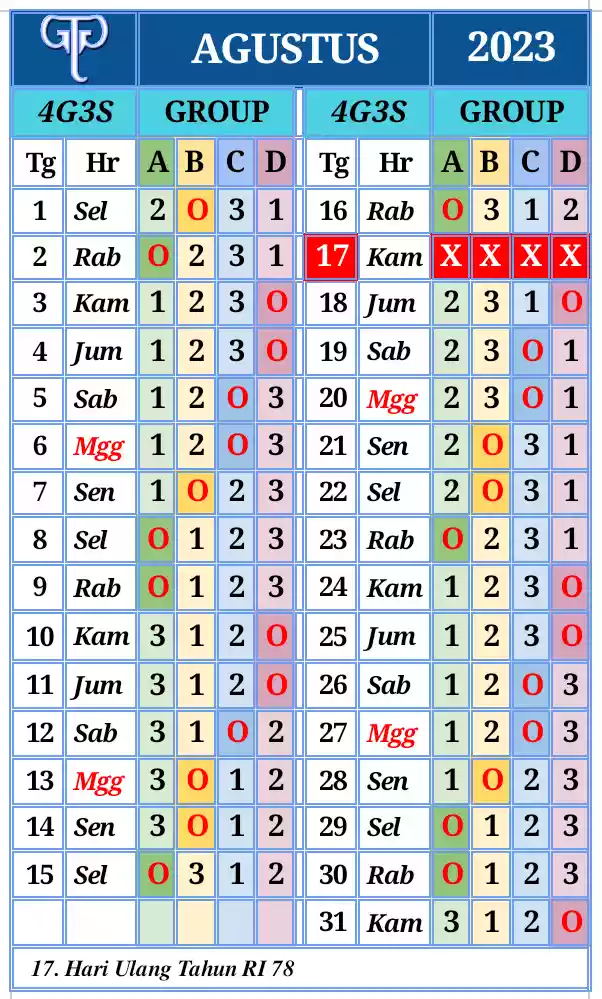 AGUSTUS 2023
4G3S GROUP 4G3S GROUP
Tg Hr A B C D Tg Hr A B C D
1 Sel 2 O 3 1 16 Rab O 3 1 2
2 Rab O 2 3 1 17 Kam X X X X
3 Kam 1 2 3 O 18 Jum 2 3 1 O
4 Jum 1 2 3 O 19 Sab 2 3 O 1
5 Sab 1 2 O 3 20 Mgg 2 3 O 1
6 Mgg 1 2 O 3 21 Sen 2 O 3 1
7 Sen 1 O 2 3 22 Sel 2 O 3 1
8 Sel O 1 2 3 23 Rab O 2 3 1
9 Rab O 1 2 3 24 Kam 1 2 3 O
10 Kam 3 1 2 O 25 Jum 1 2 3 O
11 Jum 3 1 2 O 26 Sab 1 2 O 3
12 Sab 3 1 O 2 27 Mgg 1 2 O 3
13 Mgg 3 O 1 2 28 Sen 1 O 2 3
14 Sen 3 O 1 2 29 Sel O 1 2 3
15 Sel O 3 1 2 30 Rab O 1 2 3
31 Kam 3 1 2 O
17. Hari Ulang Tahun RI 78